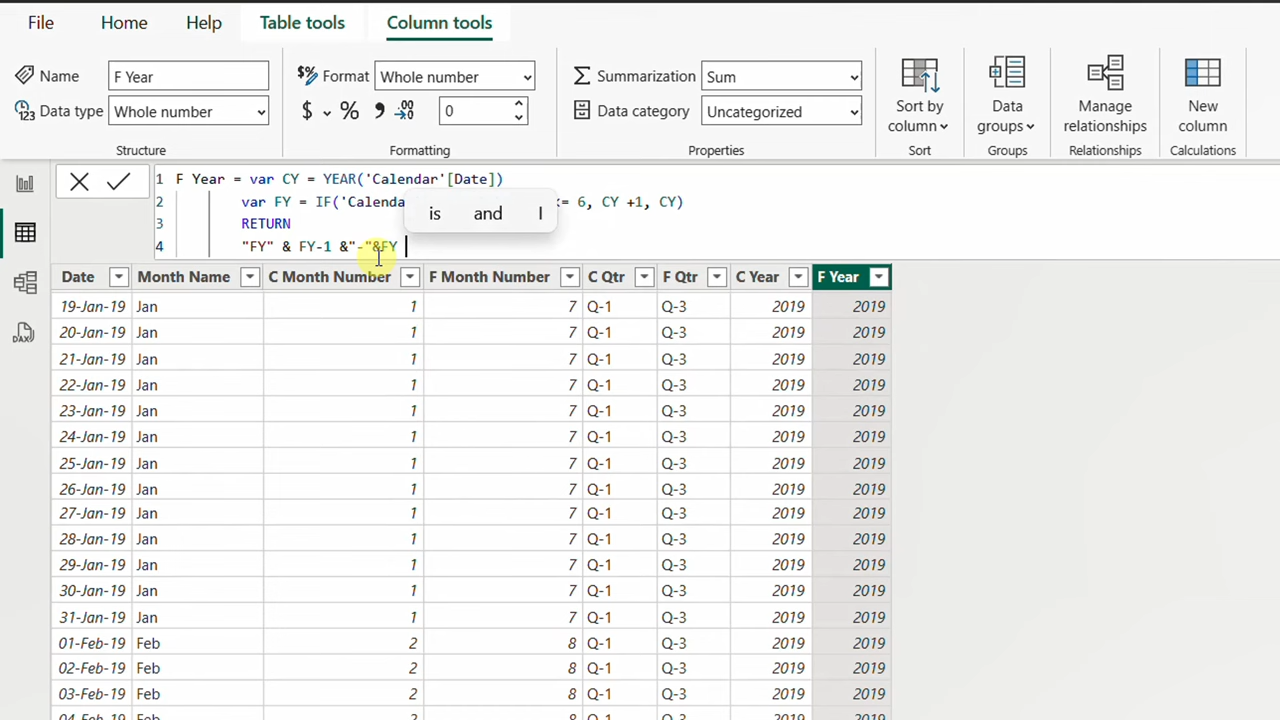 File Home Help Table tools Column tools
Name F Year $% Format Whole number Summarization Sum
Data type Whole number $ % 0 Data category Uncategorized
Sort by column Data groups Manage relationships New column
Structure Formatting Properties Sort Groups Relationships Calculations
1 F Year = var CY = YEAR('Calendar'[Date])
2 var FY = IF('Calenda = 6, CY +1, CY)
is and I
3 RETURN
4 "FY" & FY-1 &"-"&FY
Date Month Name C Month Number F Month Number C Qtr F Qtr C Year F Year
19-Jan-19 Jan 1 7 Q-1 Q-3 2019 2019
20-Jan-19 Jan 1 7 Q-1 Q-3 2019 2019
21-Jan-19 Jan 1 7 Q-1 Q-3 2019 2019
22-Jan-19 Jan 1 7 Q-1 Q-3 2019 2019
23-Jan-19 Jan 1 7 Q-1 Q-3 2019 2019
24-Jan-19 Jan 1 7 Q-1 Q-3 2019 2019
25-Jan-19 Jan 1 7 Q-1 Q-3 2019 2019
26-Jan-19 Jan 1 7 Q-1 Q-3 2019 2019
27-Jan-19 Jan 1 7 Q-1 Q-3 2019 2019
28-Jan-19 Jan 1 7 Q-1 Q-3 2019 2019
29-Jan-19 Jan 1 7 Q-1 Q-3 2019 2019
30-Jan-19 Jan 1 7 Q-1 Q-3 2019 2019
31-Jan-19 Jan 1 7 Q-1 Q-3 2019 2019
01-Feb-19 Feb 2 8 Q-1 Q-3 2019 2019
02-Feb-19 Feb 2 8 Q-1 Q-3 2019 2019
03-Feb-19 Feb 2 8 Q-1 Q-3 2019 2019
04-Feb-19 Feb 2 8 Q-1 Q-3 2019 2019
DAX